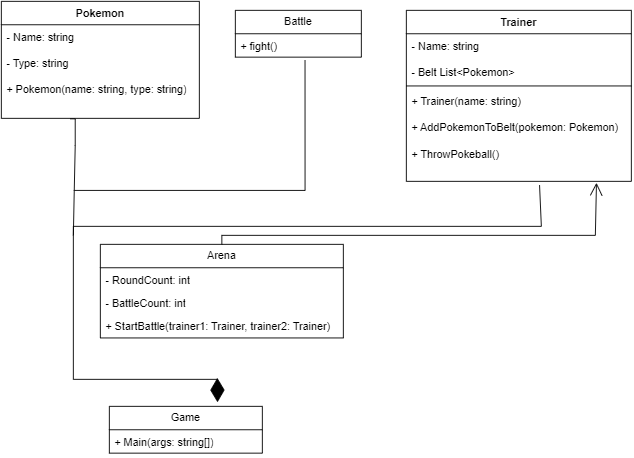 Pokemon
- Name: string
- Type: string
+ Pokemon(name: string, type: string)
Battle
+ fight()
Trainer
- Name: string
- Belt List<Pokemon>
+ Trainer(name: string)
+ AddPokemonToBelt(pokemon: Pokemon)
+ ThrowPokeball()
Arena
- RoundCount: int
- BattleCount: int
+ StartBattle(trainer1: Trainer, trainer2: Trainer)
Game
+ Main(args: string[])